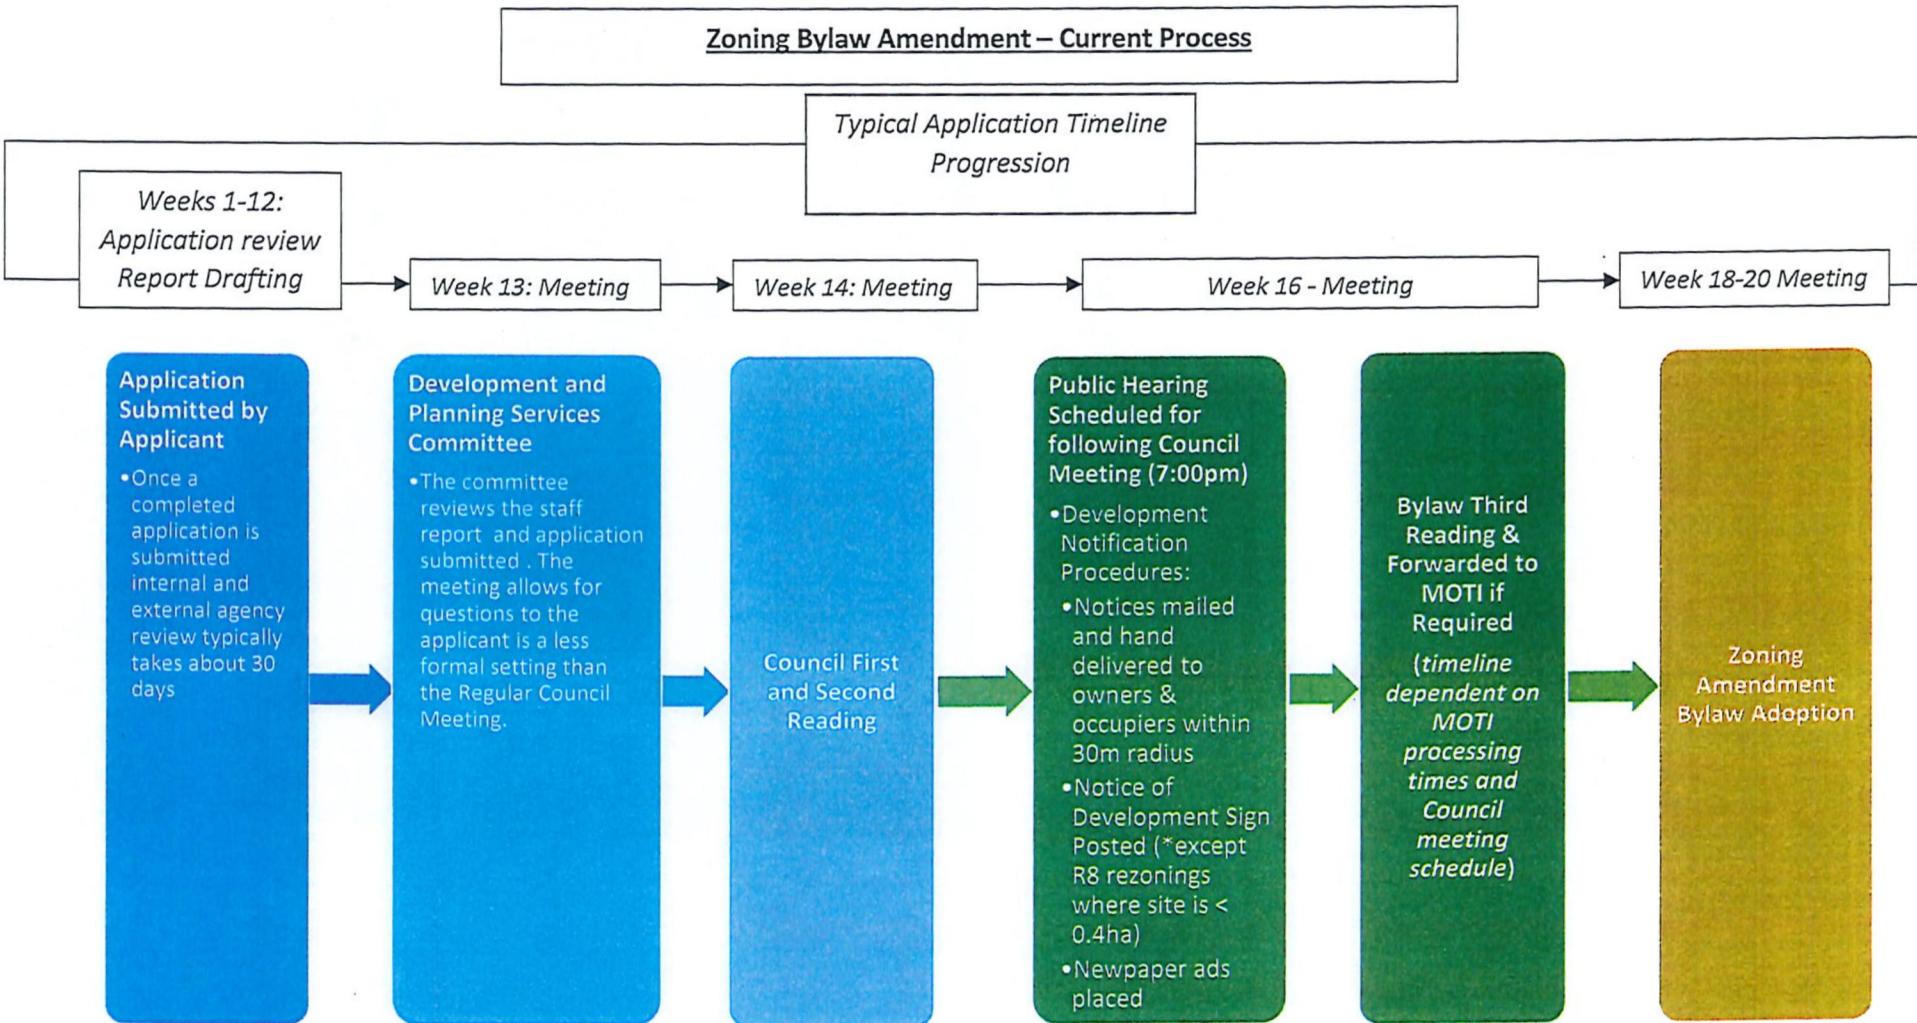 Zoning Bylaw Amendment – Current Process
Typical Application Timeline
Progression
Weeks 1-12:
Application review
Report Drafting
Week 13: Meeting
Week 14: Meeting
Week 16 - Meeting
Week 18-20 Meeting
Application
Submitted by
Applicant
•Once a
completed
application is
submitted
internal and
external agency
review typically
takes about 30
days
Development and
Planning Services
Committee
•The committee
reviews the staff
report and application
submitted . The
meeting allows for
questions to the
applicant is a less
formal setting than
the Regular Council
Meeting.
Council First
and Second
Reading
Public Hearing
Scheduled for
following Council
Meeting (7:00pm)
•Development
Notification
Procedures:
•Notices mailed
and hand
delivered to
owners &
occupiers within
30m radius
•Notice of
Development Sign
Posted (*except
R8 rezonings
where site is <
0.4ha)
•Newpaper ads
placed
Bylaw Third
Reading &
Forwarded to
MOTI if
Required
(timeline
dependent on
MOTI
processing
times and
Council
meeting
schedule)
Zoning
Amendment
Bylaw Adoption